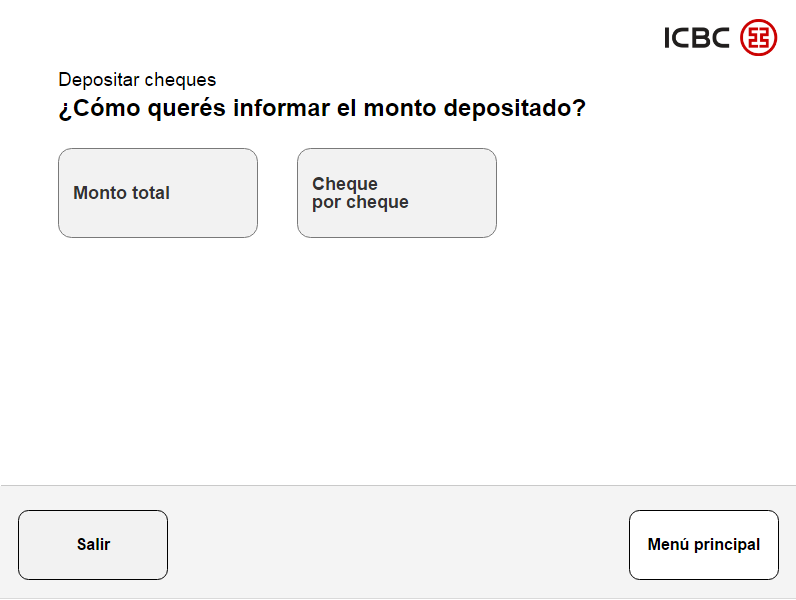 ICBC
Depositar cheques
¿Cómo querés informar el monto depositado?
Monto total
Cheque
por cheque
Salir
Menú principal